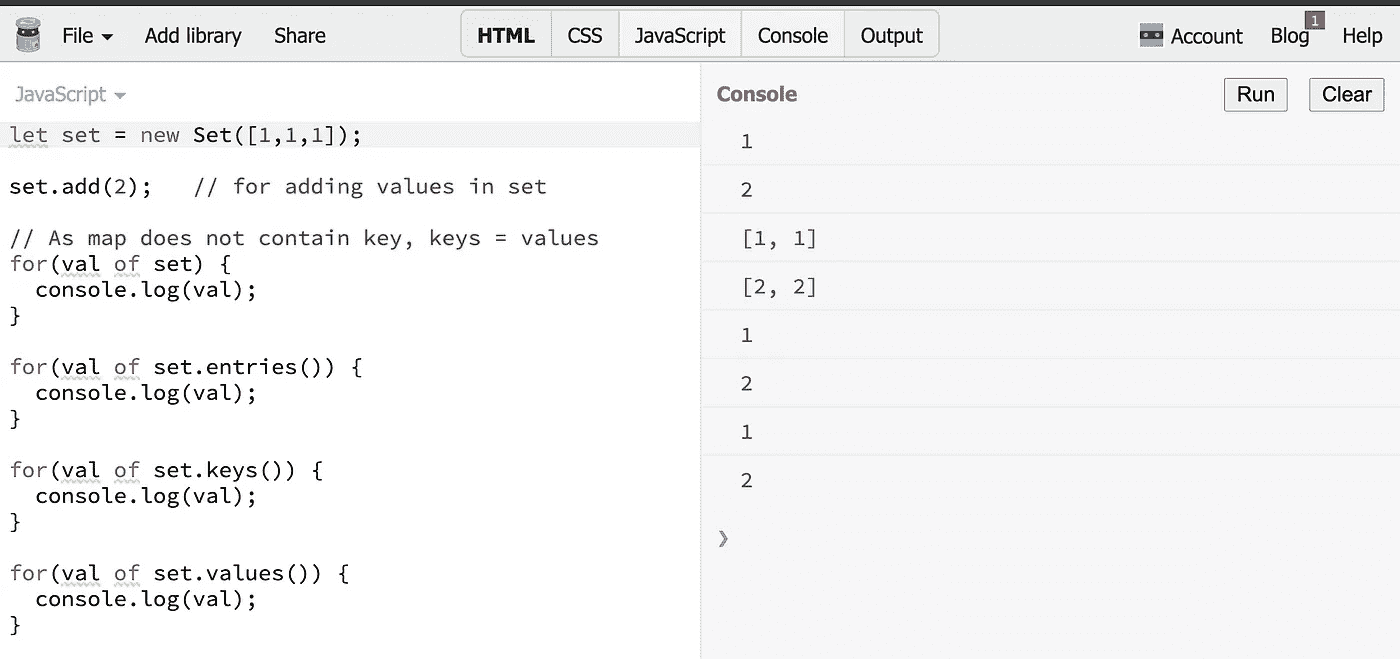 File Add library Share HTML CSS JavaScript Console Output Account Blog 1 Help
JavaScript
let set = new Set([1,1,1]);
set.add(2);   // for adding values in set
// As map does not contain key, keys = values
for(val of set) {
  console.log(val);
}
for(val of set.entries()) {
  console.log(val);
}
for(val of set.keys()) {
  console.log(val);
}
for(val of set.values()) {
  console.log(val);
}
Console Run Clear
1
2
[1, 1]
[2, 2]
1
2
1
2
❯